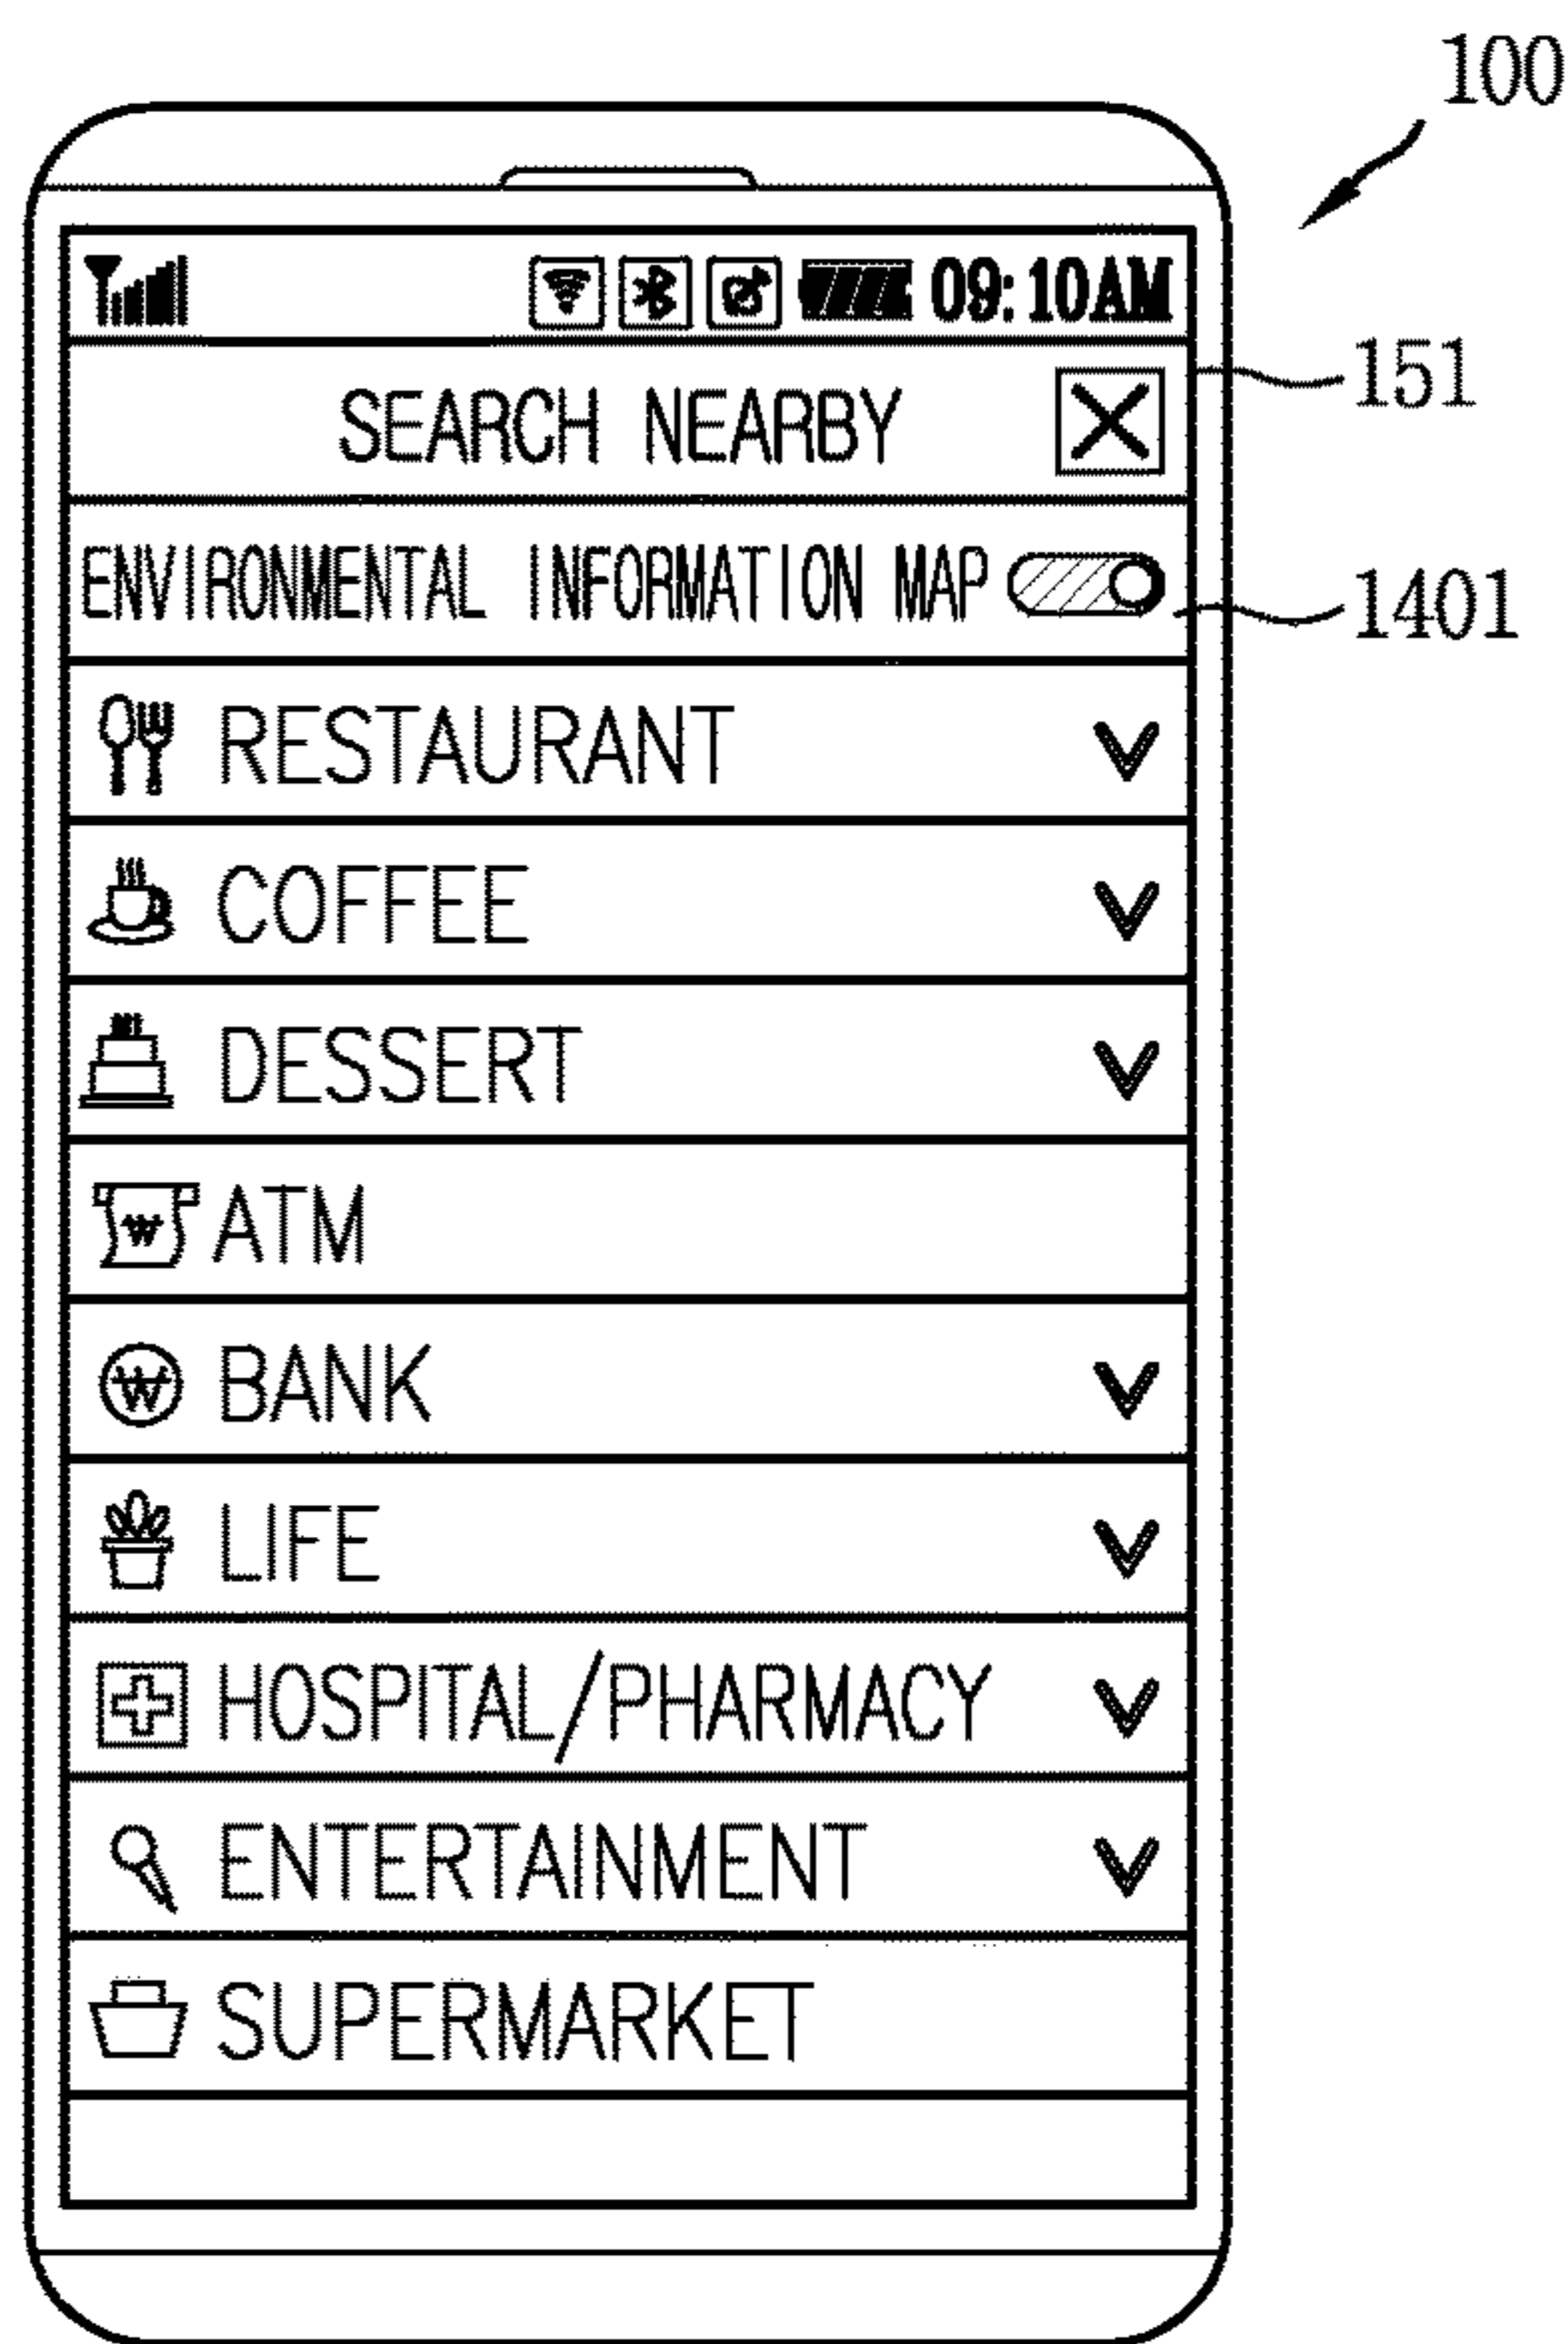 100
09:10AM
SEARCH NEARBY
151
ENVIRONMENTAL INFORMATION MAP
1401
RESTAURANT
COFFEE
DESSERT
₩
ATM
₩
BANK
LIFE
HOSPITAL/PHARMACY
ENTERTAINMENT
SUPERMARKET